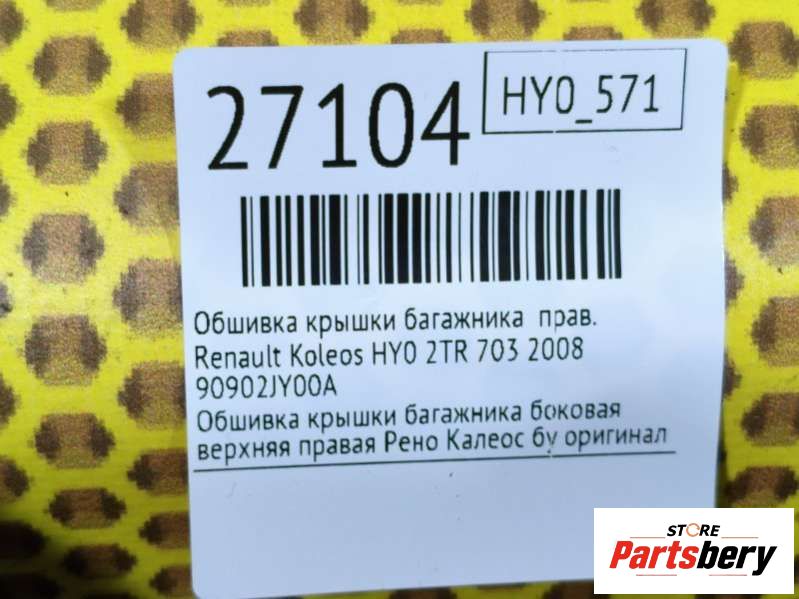 27104
HY0_571
Обшивка крышки багажника прав.
Renault Koleos HY0 2TR 703 2008
90902JY00A
Обшивка крышки багажника боковая
верхняя правая Рено Калеос бу оригинал
STORE
Partsbery